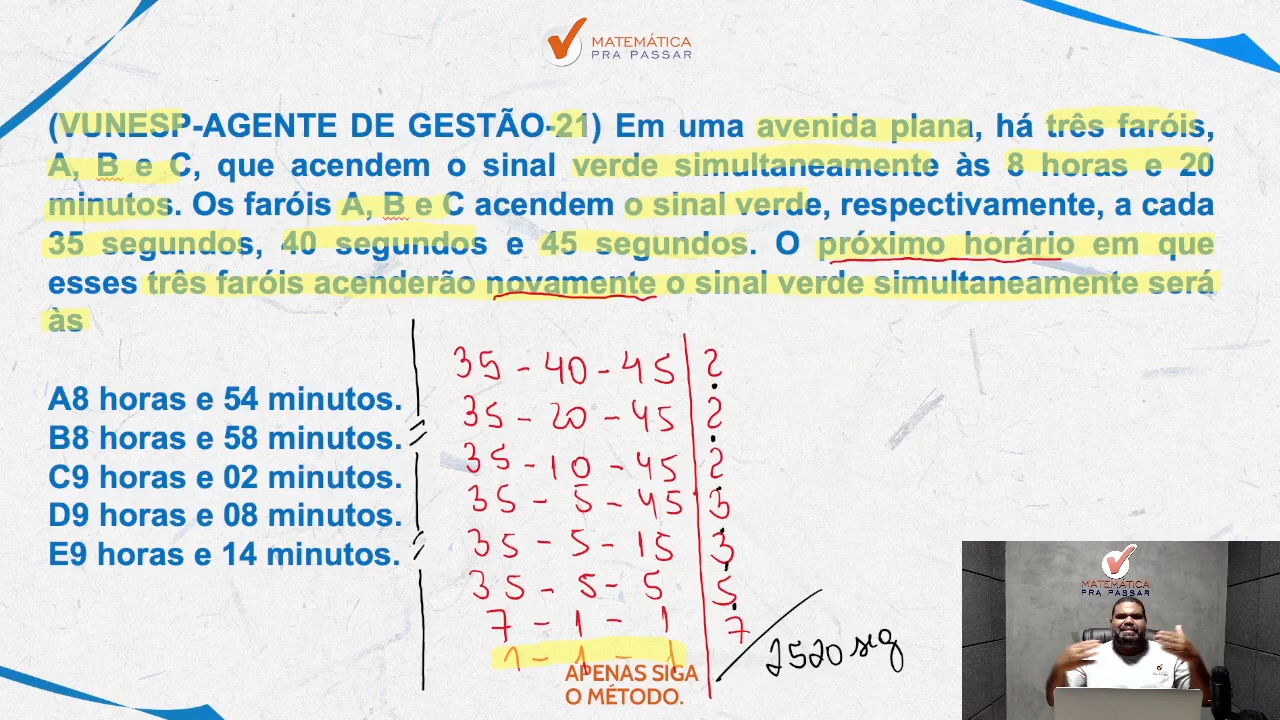 MATEMÁTICA
PRA PASSAR
(VUNESP-AGENTE DE GESTÃO-21) Em uma avenida plana, há três faróis,
A, B e C, que acendem o sinal verde simultaneamente às 8 horas e 20
minutos. Os faróis A, B e C acendem o sinal verde, respectivamente, a cada
35 segundos, 40 segundos e 45 segundos. O próximo horário em que
esses três faróis acenderão novamente o sinal verde simultaneamente será
às
A8 horas e 54 minutos.
B8 horas e 58 minutos.
C9 horas e 02 minutos.
D9 horas e 08 minutos.
E9 horas e 14 minutos.
35 - 40 - 45 2
35 - 20 - 45 2
35 - 10 - 45 2
35 - 5 - 45 3
35 - 5 - 15 3
35 - 5 - 5 5
7 - 1 - 1 7
1 - 1 - 1
2520 seg
APENAS SIGA
O MÉTODO.
MATEMÁTICA
PRA PASSAR